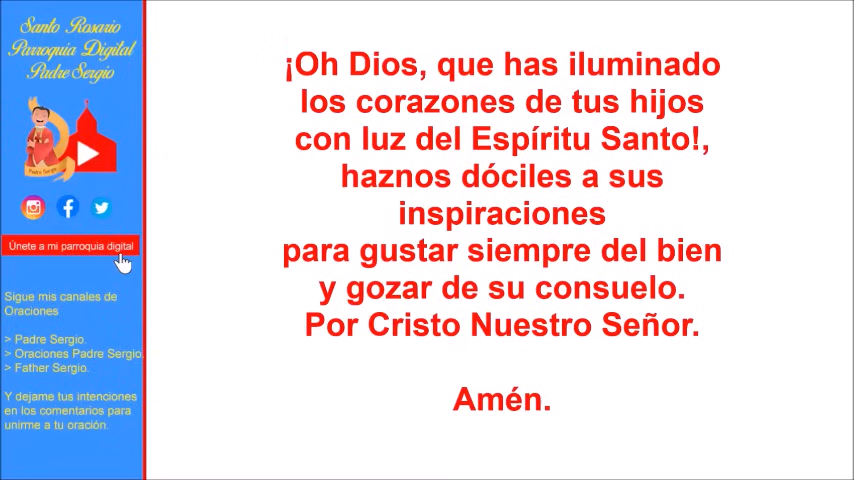 Santo Rosario
Parroquia Digital
Padre Sergio
Padre Sergio
Únete a mi parroquia digital
Sigue mis canales de
Oraciones
> Padre Sergio.
> Oraciones Padre Sergio.
> Father Sergio.
Y dejame tus intenciones
en los comentarios para
unirme a tu oración.
¡Oh Dios, que has iluminado
los corazones de tus hijos
con luz del Espíritu Santo!,
haznos dóciles a sus
inspiraciones
para gustar siempre del bien
y gozar de su consuelo.
Por Cristo Nuestro Señor.
Amén.